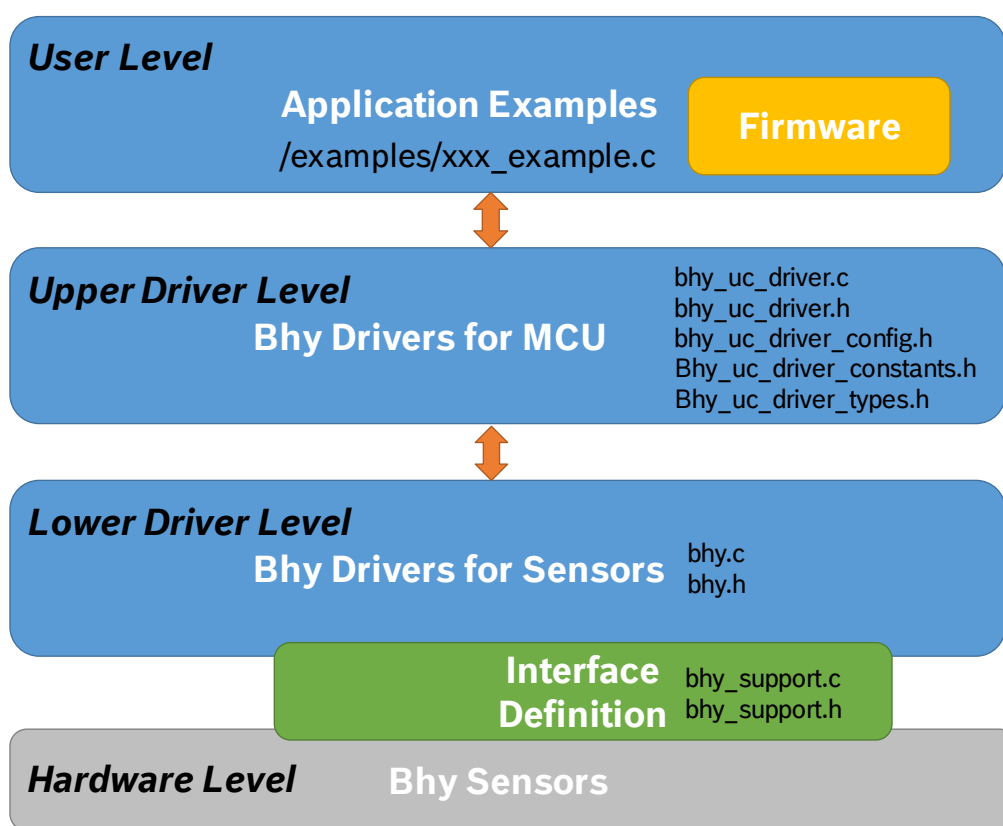 User Level
Application Examples
/examples/xxx_example.c
Firmware
Upper Driver Level
Bhy Drivers for MCU
bhy_uc_driver.c
bhy_uc_driver.h
bhy_uc_driver_config.h
Bhy_uc_driver_constants.h
Bhy_uc_driver_types.h
Lower Driver Level
Bhy Drivers for Sensors
bhy.c
bhy.h
Interface
Definition
bhy_support.c
bhy_support.h
Hardware Level
Bhy Sensors